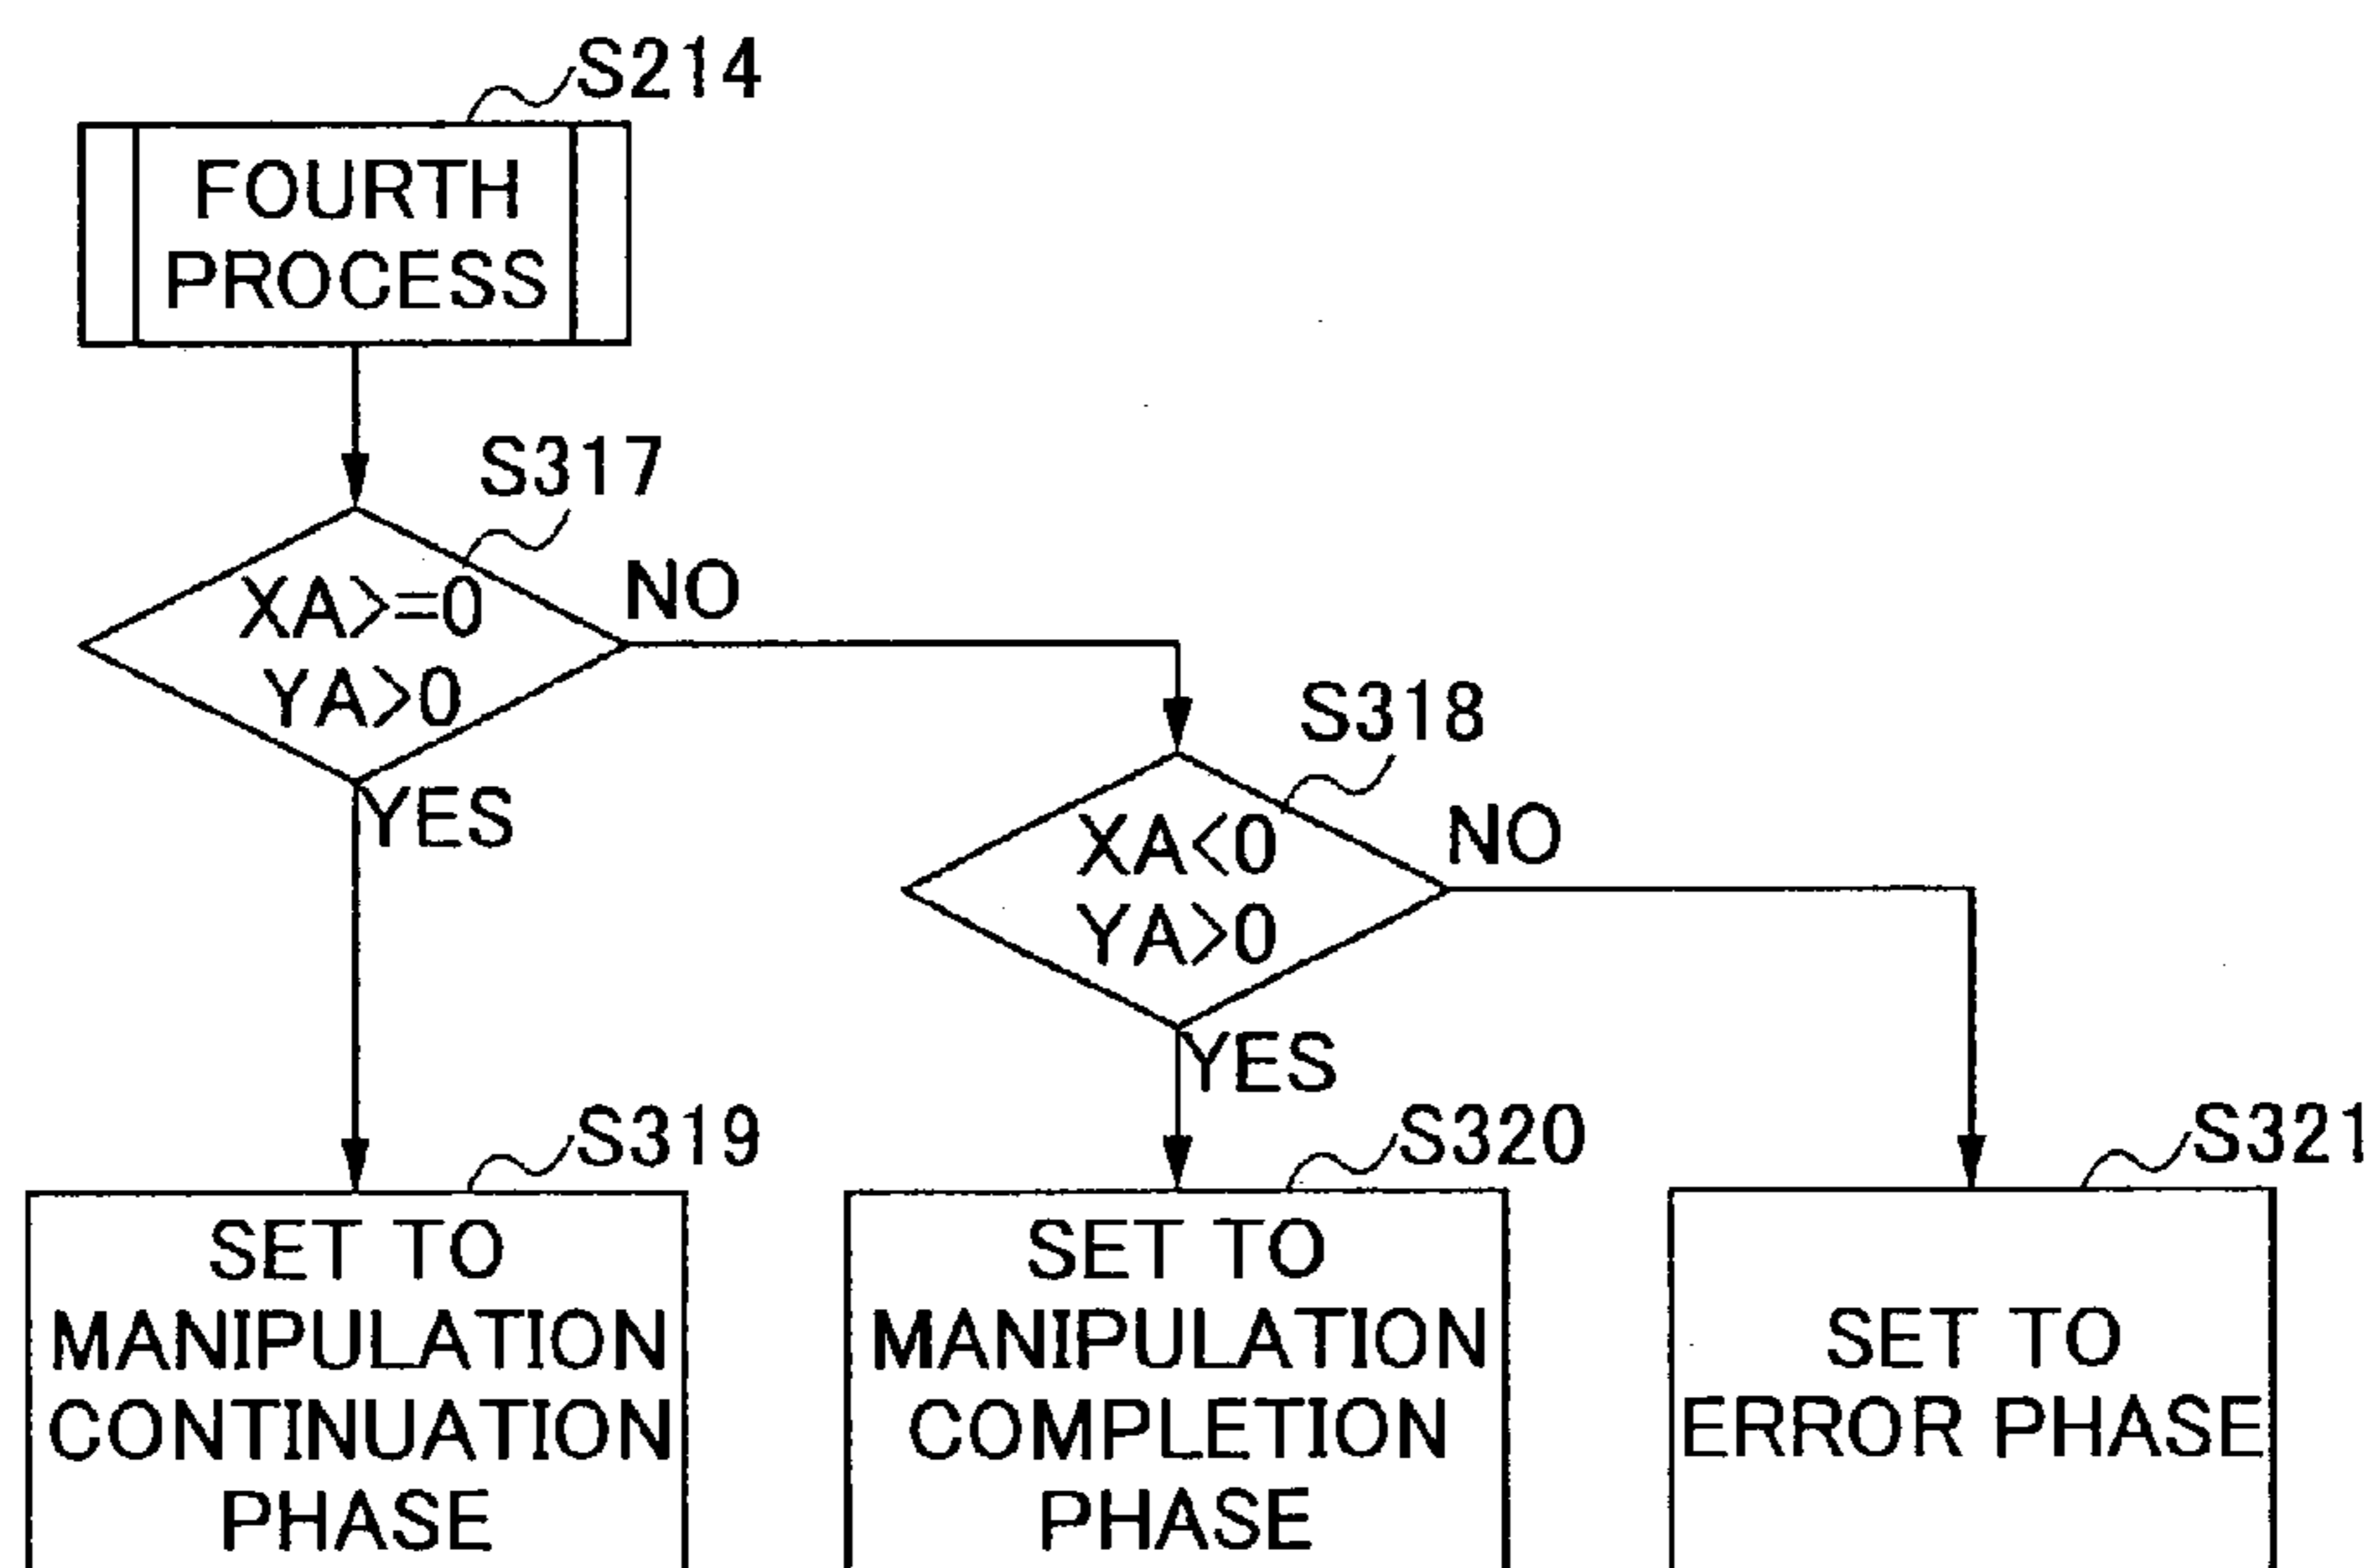 S214
FOURTH
PROCESS
S317
XA>=0
YA>0
NO
YES
S318
XA<0
YA>0
NO
YES
S319
SET TO
MANIPULATION
CONTINUATION
PHASE
S320
SET TO
MANIPULATION
COMPLETION
PHASE
S321
SET TO
ERROR PHASE